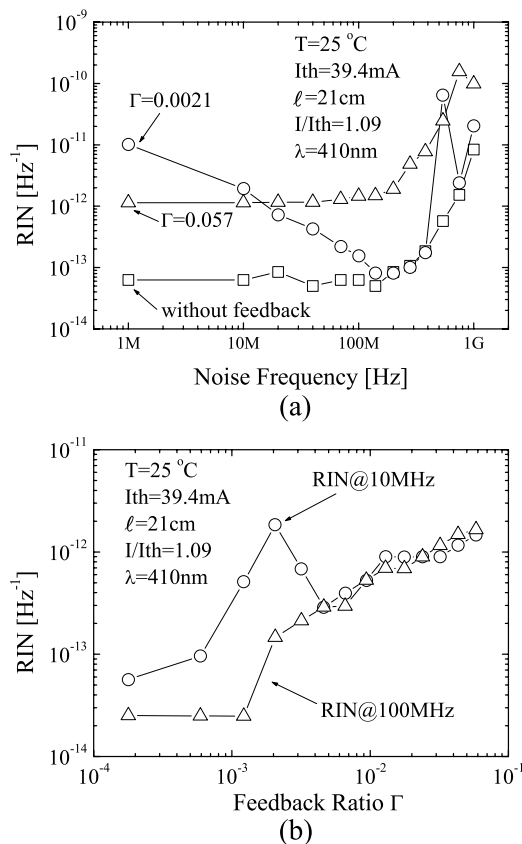 10⁻⁹
10⁻¹⁰
10⁻¹¹
10⁻¹²
10⁻¹³
10⁻¹⁴
RIN [Hz⁻¹]
T=25 °C
Ith=39.4mA
ℓ=21cm
I/Ith=1.09
λ=410nm
Γ=0.0021
Γ=0.057
without feedback
1M 10M 100M 1G
Noise Frequency [Hz]
(a)
10⁻¹¹
10⁻¹²
10⁻¹³
10⁻¹⁴
RIN [Hz⁻¹]
T=25 °C
Ith=39.4mA
ℓ=21cm
I/Ith=1.09
λ=410nm
RIN@10MHz
RIN@100MHz
10⁻⁴ 10⁻³ 10⁻² 10⁻¹
Feedback Ratio Γ
(b)